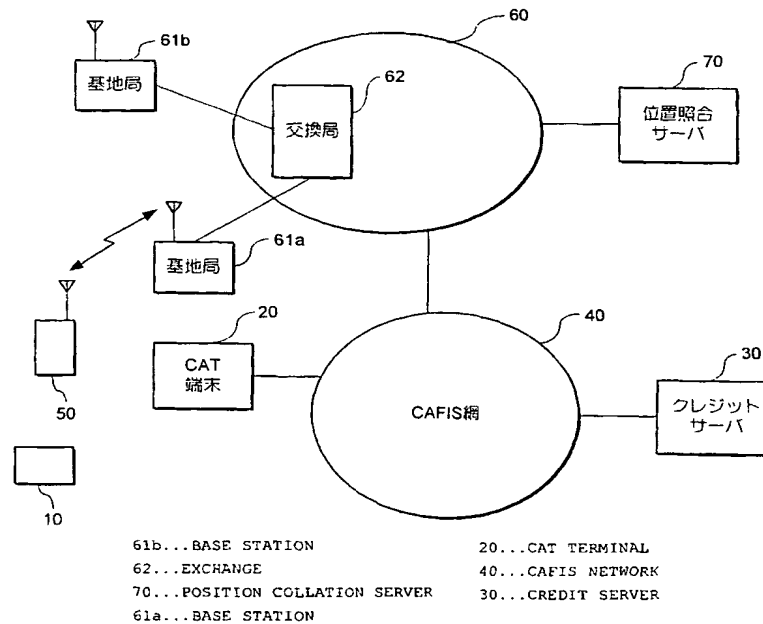 60
61b
基地局
62
交換局
70
位置照合
サーバ
61a
基地局
20
CAT
端末
50
40
CAFIS網
30
クレジット
サーバ
10
61b...BASE STATION
62...EXCHANGE
70...POSITION COLLATION SERVER
61a...BASE STATION
20...CAT TERMINAL
40...CAFIS NETWORK
30...CREDIT SERVER